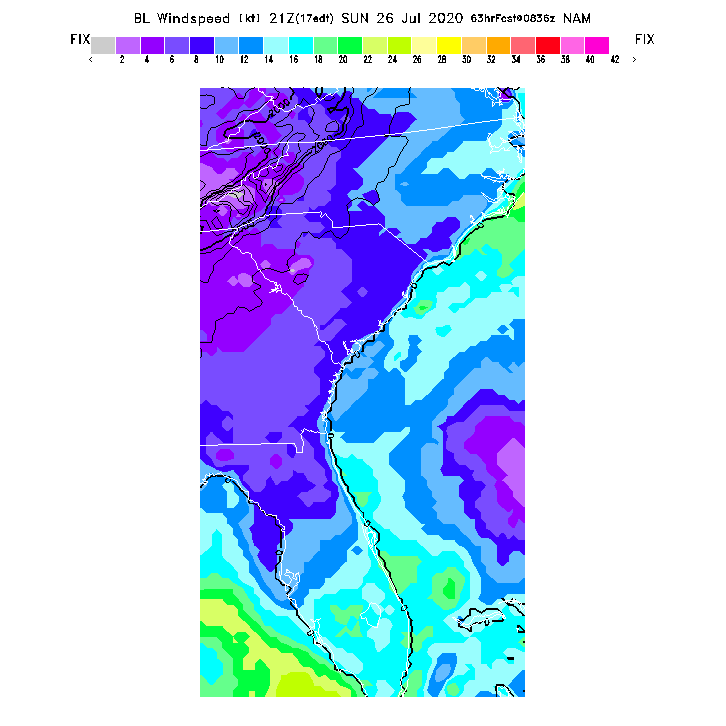 BL Windspeed [kt] 21Z(17edt) SUN 26 Jul 2020 63hrFcst@0836z NAM
FIX FIX
< 2 4 6 8 10 12 14 16 18 20 22 24 26 28 30 32 34 36 38 40 42 >